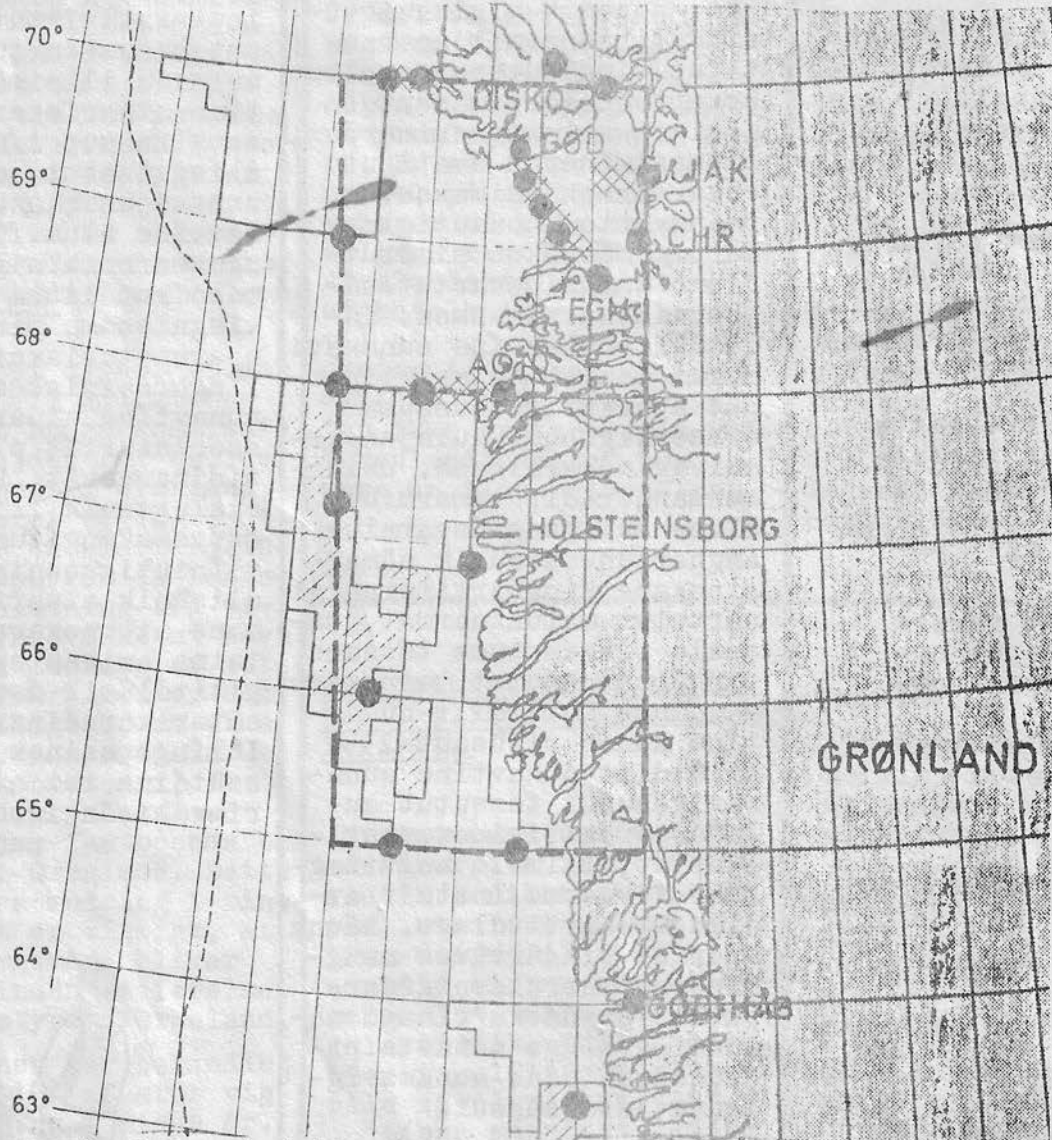 70°
DISKO
GOD
JAK
69°
CHR
EGM
68°
AG
67°
HOLSTEINSBORG
66°
GRØNLAND
65°
64°
GODTHÅB
63°